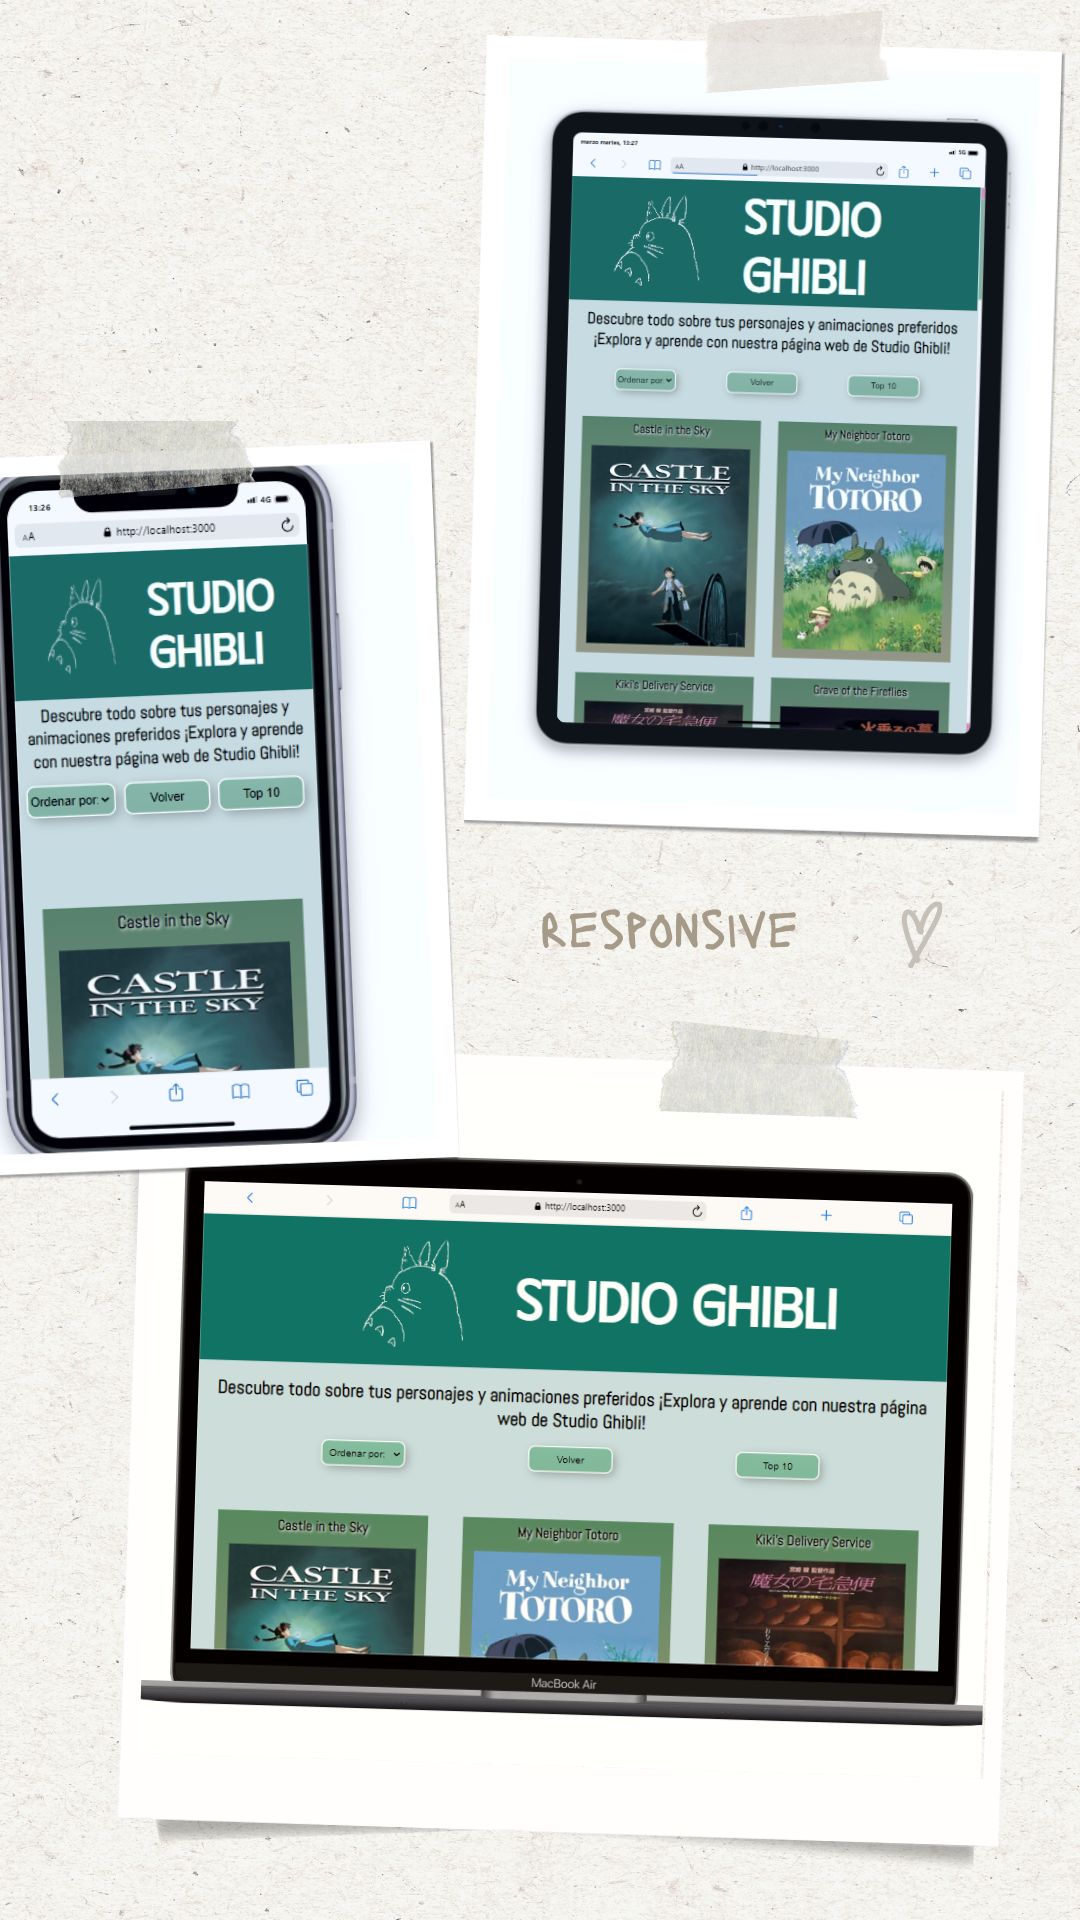 marzo martes, 13:27
5G
AA
http://localhost:3000
STUDIO
GHIBLI
Descubre todo sobre tus personajes y animaciones preferidos
¡Explora y aprende con nuestra página web de Studio Ghibli!
Ordenar por
Volver
Top 10
Castle in the Sky
My Neighbor Totoro
CASTLE
IN THE SKY
My Neighbor
TOTORO
Kiki's Delivery Service
Grave of the Fireflies
魔女の宅急便
火垂るの墓
13:26
4G
AA
http://localhost:3000
STUDIO
GHIBLI
Descubre todo sobre tus personajes y
animaciones preferidos ¡Explora y aprende
con nuestra página web de Studio Ghibli!
Ordenar por:
Volver
Top 10
Castle in the Sky
CASTLE
IN THE SKY
RESPONSIVE
AA
http://localhost:3000
STUDIO GHIBLI
Descubre todo sobre tus personajes y animaciones preferidos ¡Explora y aprende con nuestra página
web de Studio Ghibli!
Ordenar por:
Volver
Top 10
Castle in the Sky
My Neighbor Totoro
Kiki's Delivery Service
CASTLE
IN THE SKY
My Neighbor
TOTORO
魔女の宅急便
MacBook Air